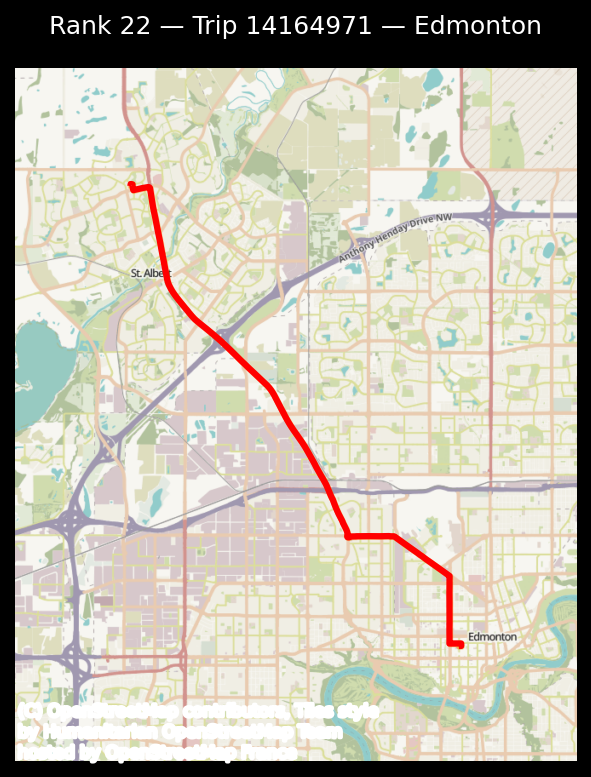 Rank 22 — Trip 14164971 — Edmonton
Anthony Henday Drive NW
St. Albert
Edmonton
(C) OpenStreetMap contributors, Tiles style
by Humanitarian OpenStreetMap Team
hosted by OpenStreetMap France